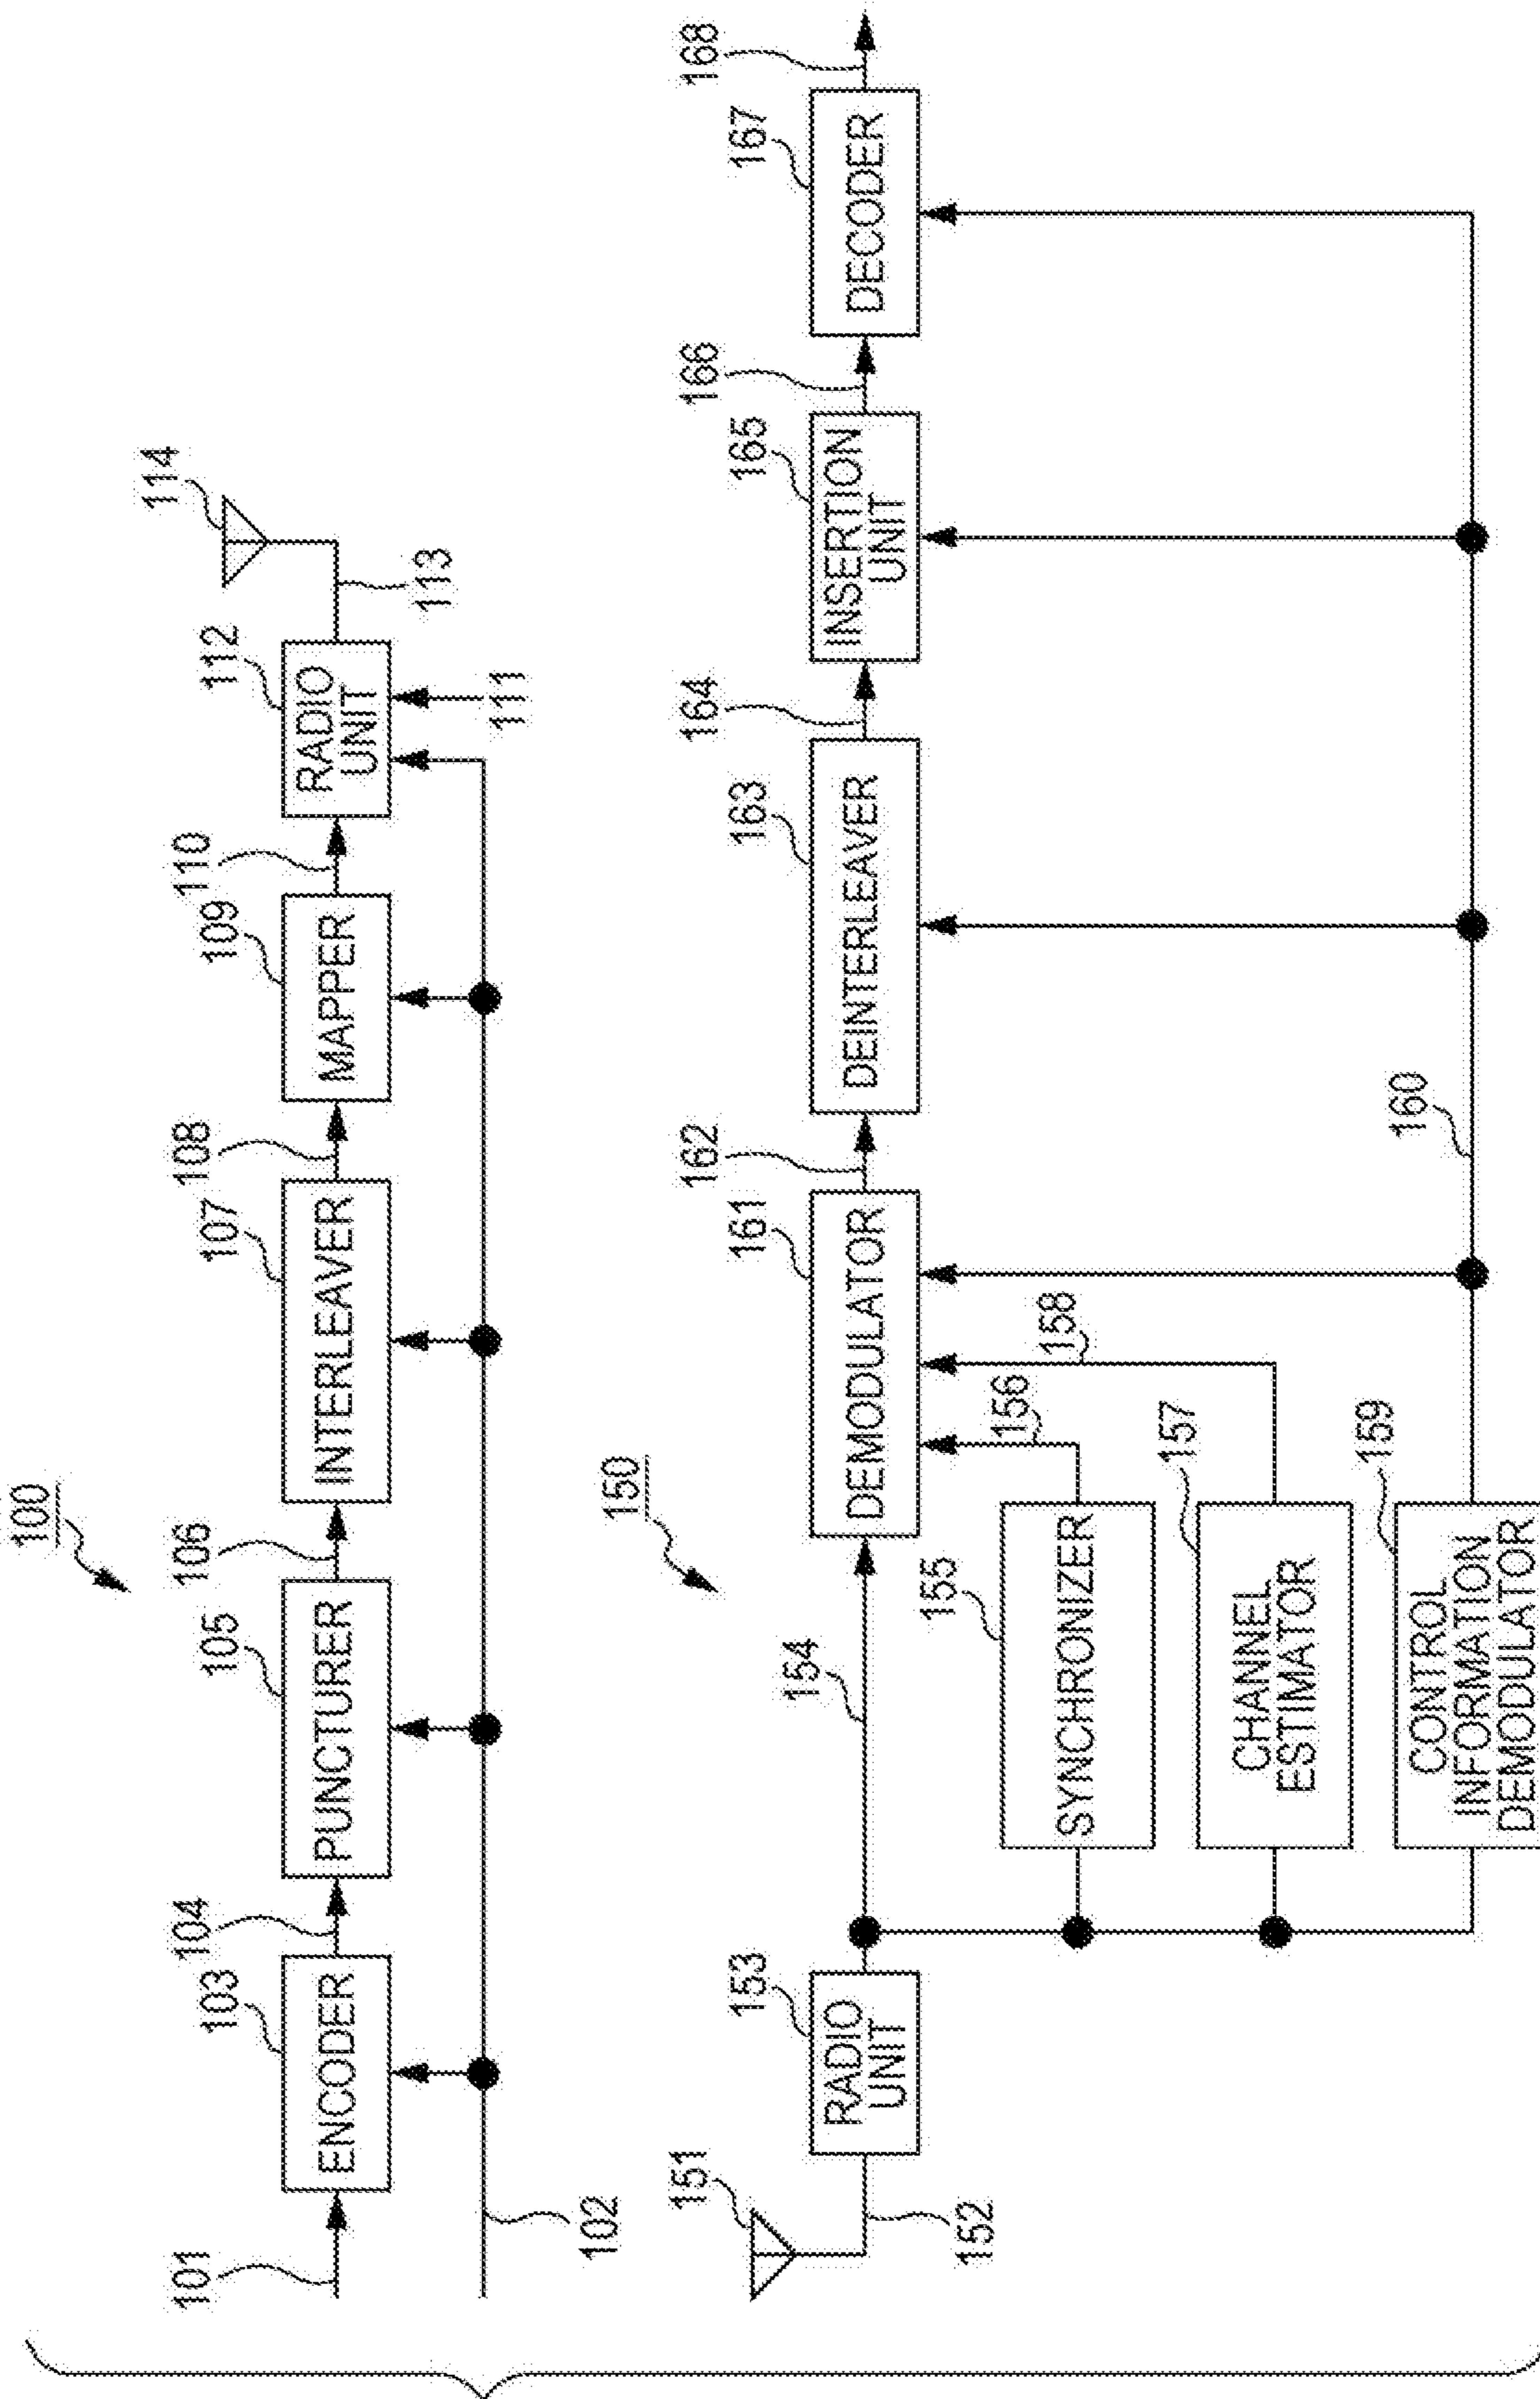 100
101
102
103
ENCODER
104
105
PUNCTURER
106
107
INTERLEAVER
108
109
MAPPER
110
111
112
RADIO
UNIT
113
114
150
151
152
153
RADIO
UNIT
154
155
SYNCHRONIZER
156
157
CHANNEL
ESTIMATOR
158
159
CONTROL
INFORMATION
DEMODULATOR
160
161
DEMODULATOR
162
163
DEINTERLEAVER
164
165
INSERTION
UNIT
166
167
DECODER
168